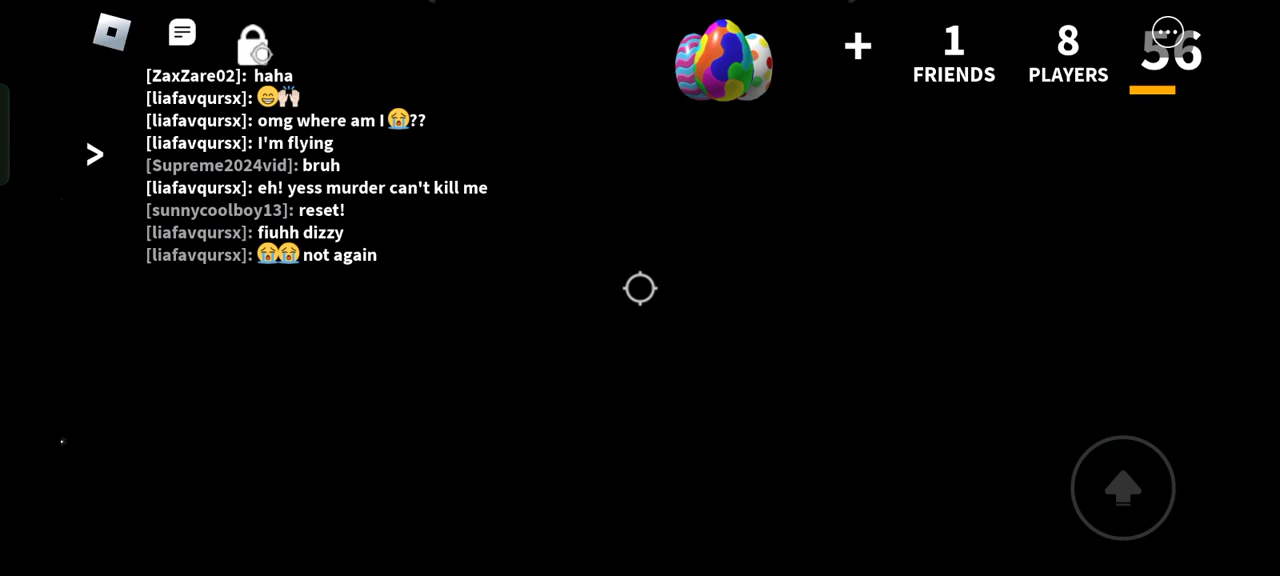 [ZaxZare02]: haha
[liafavqursx]: 😁🙌🏻
[liafavqursx]: omg where am I 😭??
[liafavqursx]: I'm flying
[Supreme2024vid]: bruh
[liafavqursx]: eh! yess murder can't kill me
[sunnycoolboy13]: reset!
[liafavqursx]: fiuhh dizzy
[liafavqursx]: 😭😭 not again
>
+
1
FRIENDS
8
PLAYERS
56